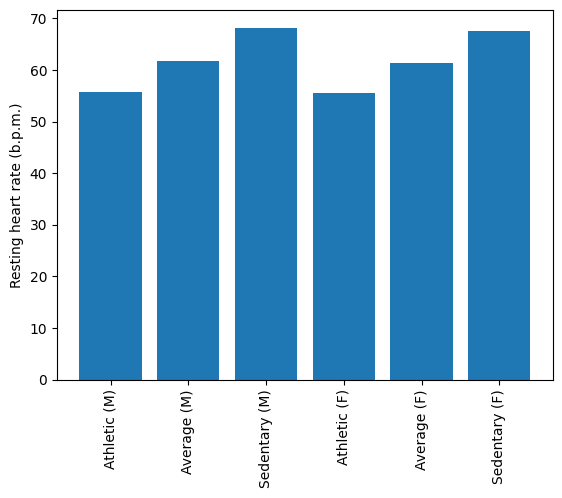 Resting heart rate (b.p.m.)
70
60
50
40
30
20
10
0
Athletic (M)
Average (M)
Sedentary (M)
Athletic (F)
Average (F)
Sedentary (F)